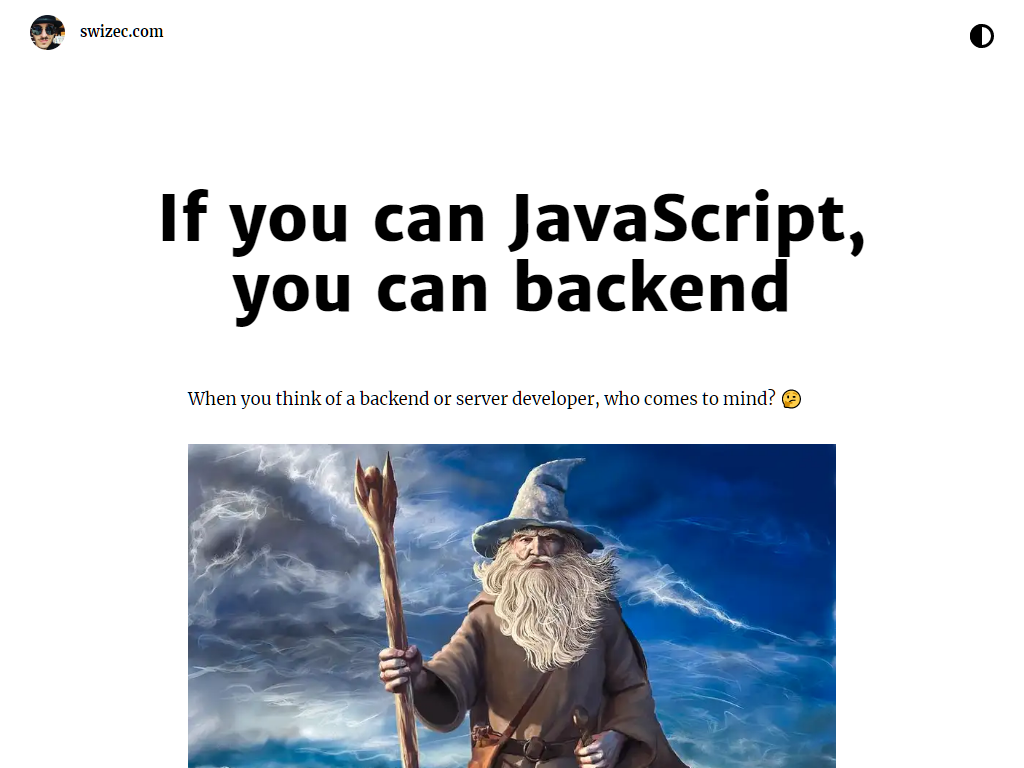 swizec.com
If you can JavaScript,
you can backend
When you think of a backend or server developer, who comes to mind? 🤔